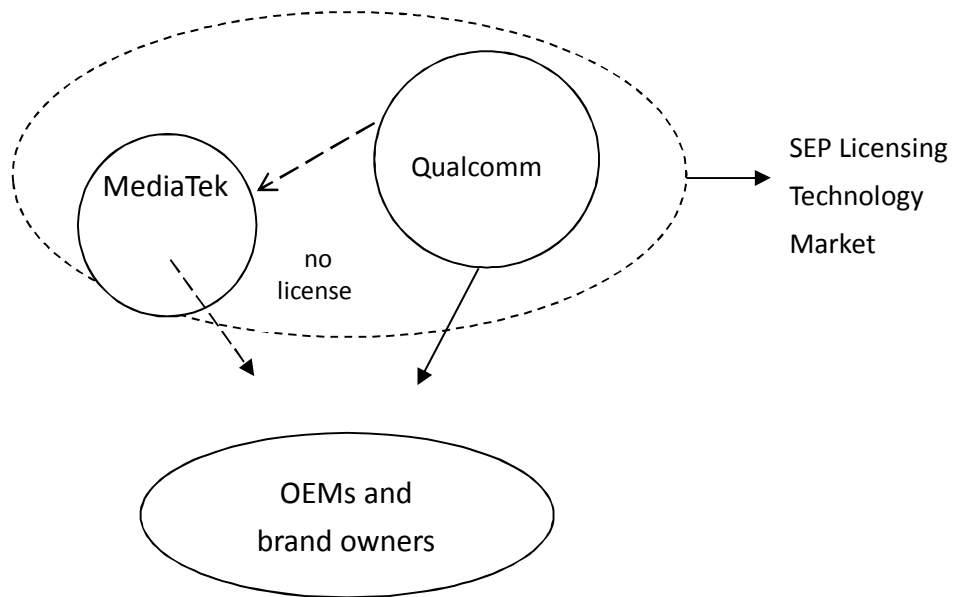 MediaTek
Qualcomm
no
license
SEP Licensing
Technology
Market
OEMs and
brand owners